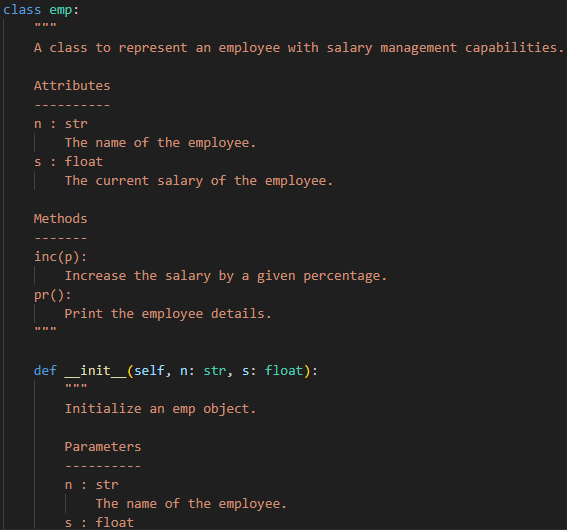 class emp:
    """
    A class to represent an employee with salary management capabilities.

    Attributes
    ----------
    n : str
        The name of the employee.
    s : float
        The current salary of the employee.

    Methods
    -------
    inc(p):
        Increase the salary by a given percentage.
    pr():
        Print the employee details.
    """

    def __init__(self, n: str, s: float):
        """
        Initialize an emp object.

        Parameters
        ----------
        n : str
            The name of the employee.
        s : float